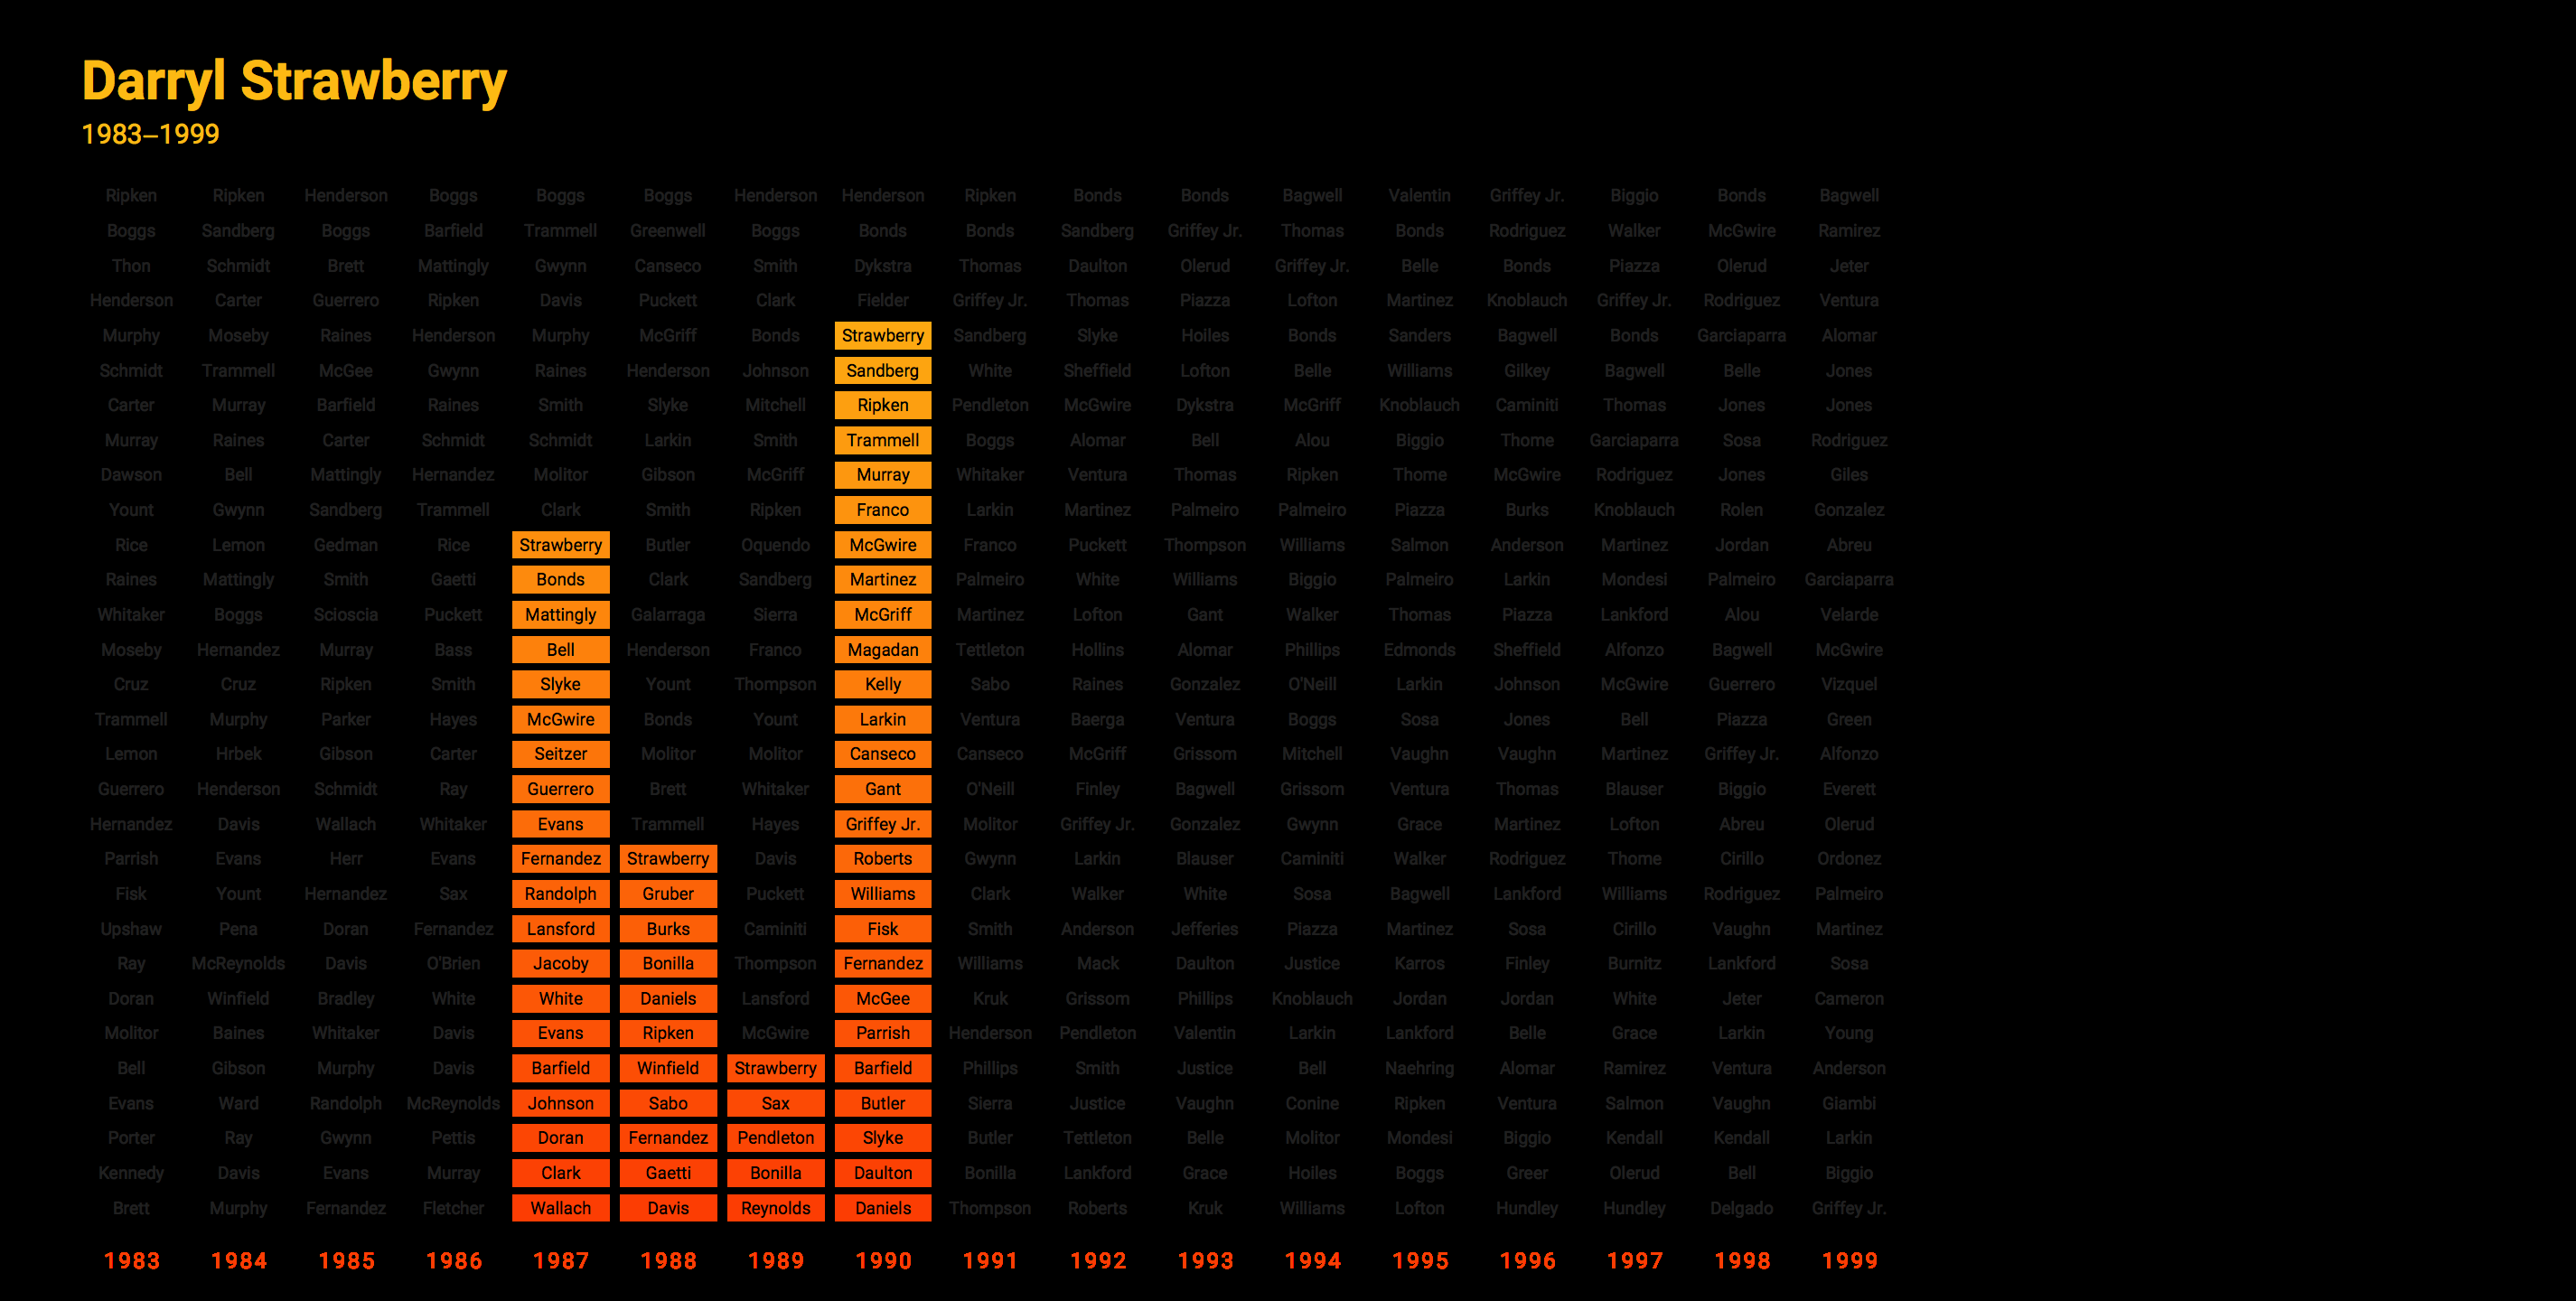 Darryl Strawberry
1983–1999
Ripken Ripken Henderson Boggs Boggs Boggs Henderson Henderson Ripken Bonds Bonds Bagwell Valentin Griffey Jr. Biggio Bonds Bagwell
Boggs Sandberg Boggs Barfield Trammell Greenwell Boggs Bonds Bonds Sandberg Griffey Jr. Thomas Bonds Rodriguez Walker McGwire Ramirez
Thon Schmidt Brett Mattingly Gwynn Canseco Smith Dykstra Thomas Daulton Olerud Griffey Jr. Belle Bonds Piazza Olerud Jeter
Henderson Carter Guerrero Ripken Davis Puckett Clark Fielder Griffey Jr. Thomas Piazza Lofton Martinez Knoblauch Griffey Jr. Rodriguez Ventura
Murphy Moseby Raines Henderson Murphy McGriff Bonds Strawberry Sandberg Slyke Hoiles Bonds Sanders Bagwell Bonds Garciaparra Alomar
Schmidt Trammell McGee Gwynn Raines Henderson Johnson Sandberg White Sheffield Lofton Belle Williams Gilkey Bagwell Belle Jones
Carter Murray Barfield Raines Smith Slyke Mitchell Ripken Pendleton McGwire Dykstra McGriff Knoblauch Caminiti Thomas Jones Jones
Murray Raines Carter Schmidt Schmidt Larkin Smith Trammell Boggs Alomar Bell Alou Biggio Thome Garciaparra Sosa Rodriguez
Dawson Bell Mattingly Hernandez Molitor Gibson McGriff Murray Whitaker Ventura Thomas Ripken Thome McGwire Rodriguez Jones Giles
Yount Gwynn Sandberg Trammell Clark Smith Ripken Franco Larkin Martinez Palmeiro Palmeiro Piazza Burks Knoblauch Rolen Gonzalez
Rice Lemon Gedman Rice Strawberry Butler Oquendo McGwire Franco Puckett Thompson Williams Salmon Anderson Martinez Jordan Abreu
Raines Mattingly Smith Gaetti Bonds Clark Sandberg Martinez Palmeiro White Williams Biggio Palmeiro Larkin Mondesi Palmeiro Garciaparra
Whitaker Boggs Scioscia Puckett Mattingly Galarraga Sierra McGriff Martinez Lofton Gant Walker Thomas Piazza Lankford Alou Velarde
Moseby Hernandez Murray Bass Bell Henderson Franco Magadan Tettleton Hollins Alomar Phillips Edmonds Sheffield Alfonzo Bagwell McGwire
Cruz Cruz Ripken Smith Slyke Yount Thompson Kelly Sabo Raines Gonzalez O'Neill Larkin Johnson McGwire Guerrero Vizquel
Trammell Murphy Parker Hayes McGwire Bonds Yount Larkin Ventura Baerga Ventura Boggs Sosa Jones Bell Piazza Green
Lemon Hrbek Gibson Carter Seitzer Molitor Molitor Canseco Canseco McGriff Grissom Mitchell Vaughn Vaughn Martinez Griffey Jr. Alfonzo
Guerrero Henderson Schmidt Ray Guerrero Brett Whitaker Gant O'Neill Finley Bagwell Grissom Ventura Thomas Blauser Biggio Everett
Hernandez Davis Wallach Whitaker Evans Trammell Hayes Griffey Jr. Molitor Griffey Jr. Gonzalez Gwynn Grace Martinez Lofton Abreu Olerud
Parrish Evans Herr Evans Fernandez Strawberry Davis Roberts Gwynn Larkin Blauser Caminiti Walker Rodriguez Thome Cirillo Ordonez
Fisk Yount Hernandez Sax Randolph Gruber Puckett Williams Clark Walker White Sosa Bagwell Lankford Williams Rodriguez Palmeiro
Upshaw Pena Doran Fernandez Lansford Burks Caminiti Fisk Smith Anderson Jefferies Piazza Martinez Sosa Cirillo Vaughn Martinez
Ray McReynolds Davis O'Brien Jacoby Bonilla Thompson Fernandez Williams Mack Daulton Justice Karros Finley Burnitz Lankford Sosa
Doran Winfield Bradley White White Daniels Lansford McGee Kruk Grissom Phillips Knoblauch Jordan Jordan White Jeter Cameron
Molitor Baines Whitaker Davis Evans Ripken McGwire Parrish Henderson Pendleton Valentin Larkin Lankford Belle Grace Larkin Young
Bell Gibson Murphy Davis Barfield Winfield Strawberry Barfield Phillips Smith Justice Bell Naehring Alomar Ramirez Ventura Anderson
Evans Ward Randolph McReynolds Johnson Sabo Sax Butler Sierra Justice Vaughn Conine Ripken Ventura Salmon Vaughn Giambi
Porter Ray Gwynn Pettis Doran Fernandez Pendleton Slyke Butler Tettleton Belle Molitor Mondesi Biggio Kendall Kendall Larkin
Kennedy Davis Evans Murray Clark Gaetti Bonilla Daulton Bonilla Lankford Grace Hoiles Boggs Greer Olerud Bell Biggio
Brett Murphy Fernandez Fletcher Wallach Davis Reynolds Daniels Thompson Roberts Kruk Williams Lofton Hundley Hundley Delgado Griffey Jr.
1983 1984 1985 1986 1987 1988 1989 1990 1991 1992 1993 1994 1995 1996 1997 1998 1999